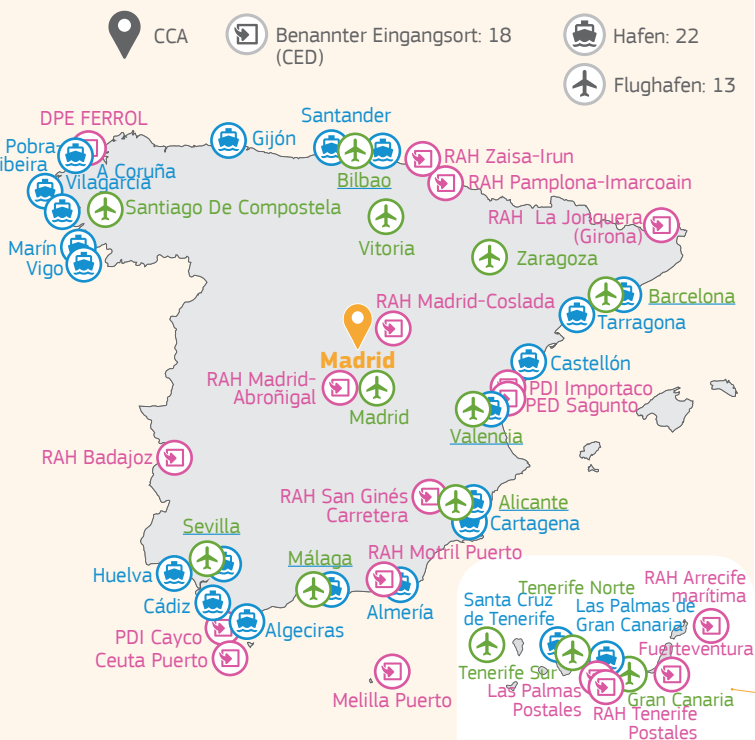 CCA
Benannter Eingangsort: 18
(CED)
Hafen: 22
Flughafen: 13
DPE FERROL
Santander
Gijón
Pobra-
ibeira
A Coruña
Vilagarcía
Bilbao
RAH Zaisa-Irun
RAH Pamplona-Imarcoain
Santiago De Compostela
Vitoria
RAH La Jonquera
(Girona)
Marín
Vigo
Zaragoza
Barcelona
RAH Madrid-Coslada
Tarragona
Madrid
Castellón
RAH Madrid-
Abroñigal
Madrid
PDI Importaco
PED Sagunto
Valencia
RAH Badajoz
RAH San Ginés
Carretera
Alicante
Cartagena
Sevilla
Málaga
RAH Motril Puerto
Huelva
Cádiz
Almería
Algeciras
PDI Cayco
Ceuta Puerto
Melilla Puerto
Tenerife Norte
RAH Arrecife
marítima
Santa Cruz
de Tenerife
Las Palmas de
Gran Canaria
Fuerteventura
Tenerife Sur
Las Palmas
Postales
Gran Canaria
RAH Tenerife
Postales